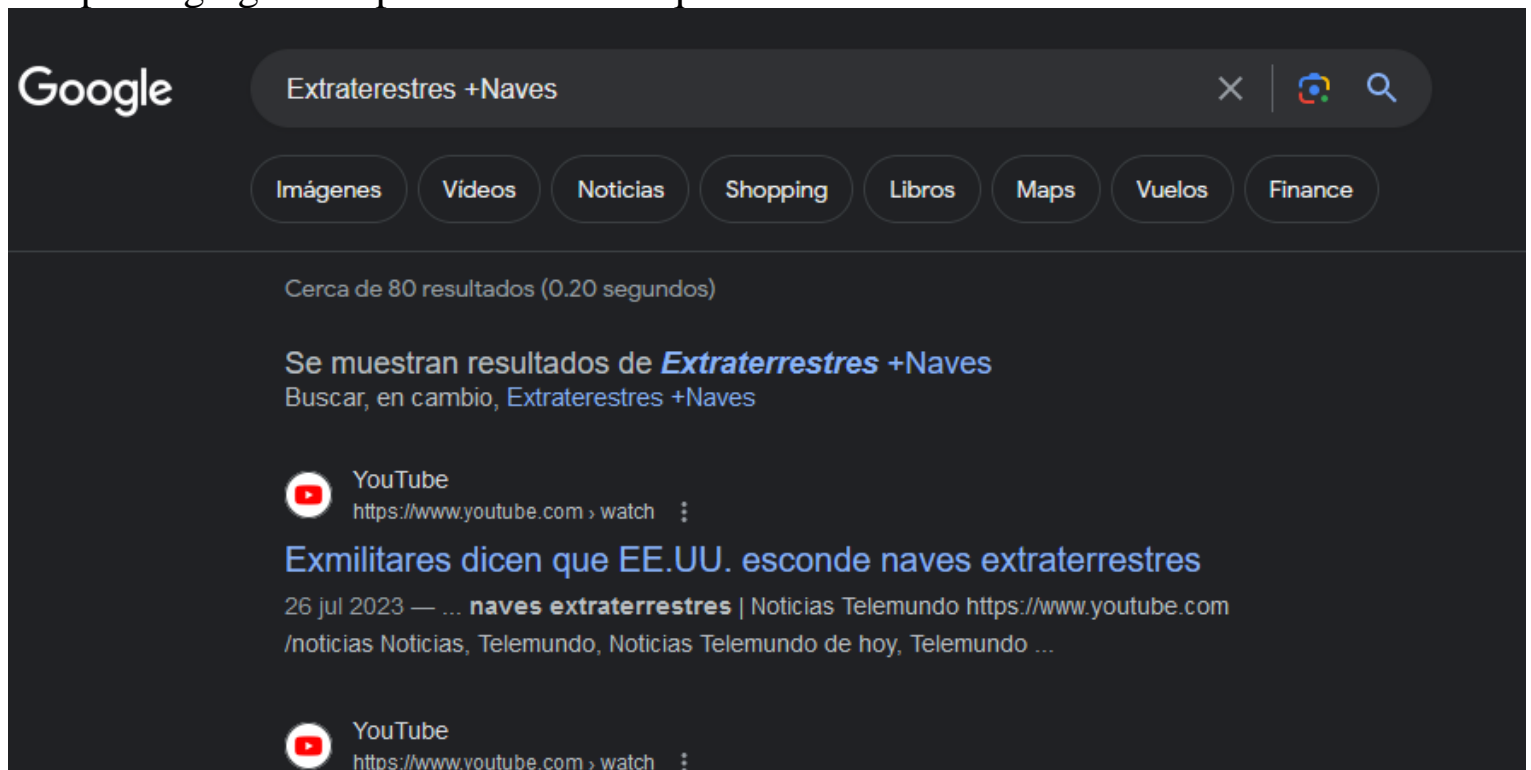 Google
Extraterestres +Naves
Imágenes Vídeos Noticias Shopping Libros Maps Vuelos Finance
Cerca de 80 resultados (0.20 segundos)
Se muestran resultados de Extraterrestres +Naves
Buscar, en cambio, Extraterestres +Naves
YouTube
https://www.youtube.com › watch
Exmilitares dicen que EE.UU. esconde naves extraterrestres
26 jul 2023 — ... naves extraterrestres | Noticias Telemundo https://www.youtube.com
/noticias Noticias, Telemundo, Noticias Telemundo de hoy, Telemundo ...
YouTube
https://www.youtube.com › watch